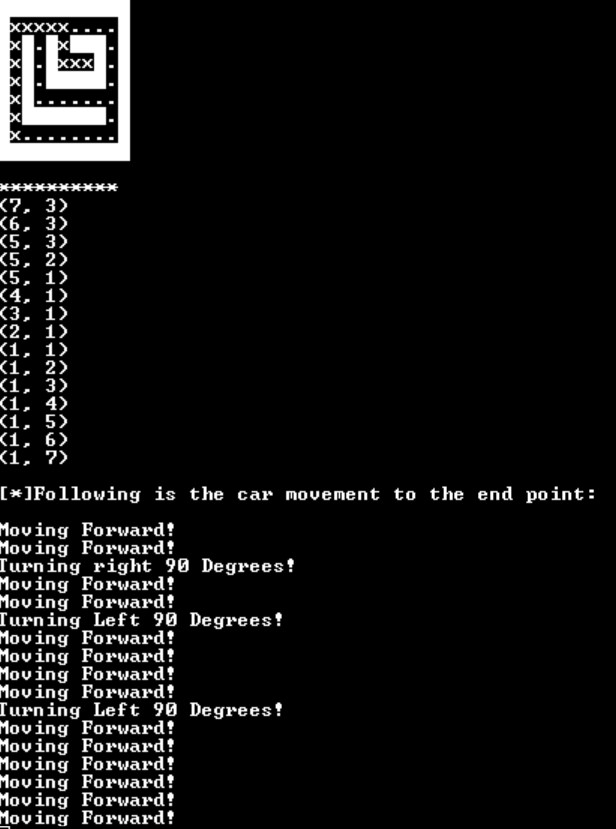 XXXXX....
X . X   .
X . XXX .
X .     .
X .......
X       .
X........
**********
(7, 3)
(6, 3)
(5, 3)
(5, 2)
(5, 1)
(4, 1)
(3, 1)
(2, 1)
(1, 1)
(1, 2)
(1, 3)
(1, 4)
(1, 5)
(1, 6)
(1, 7)
[*]Following is the car movement to the end point:
Moving Forward!
Moving Forward!
Turning right 90 Degrees!
Moving Forward!
Moving Forward!
Turning Left 90 Degrees!
Moving Forward!
Moving Forward!
Moving Forward!
Moving Forward!
Turning Left 90 Degrees!
Moving Forward!
Moving Forward!
Moving Forward!
Moving Forward!
Moving Forward!
Moving Forward!